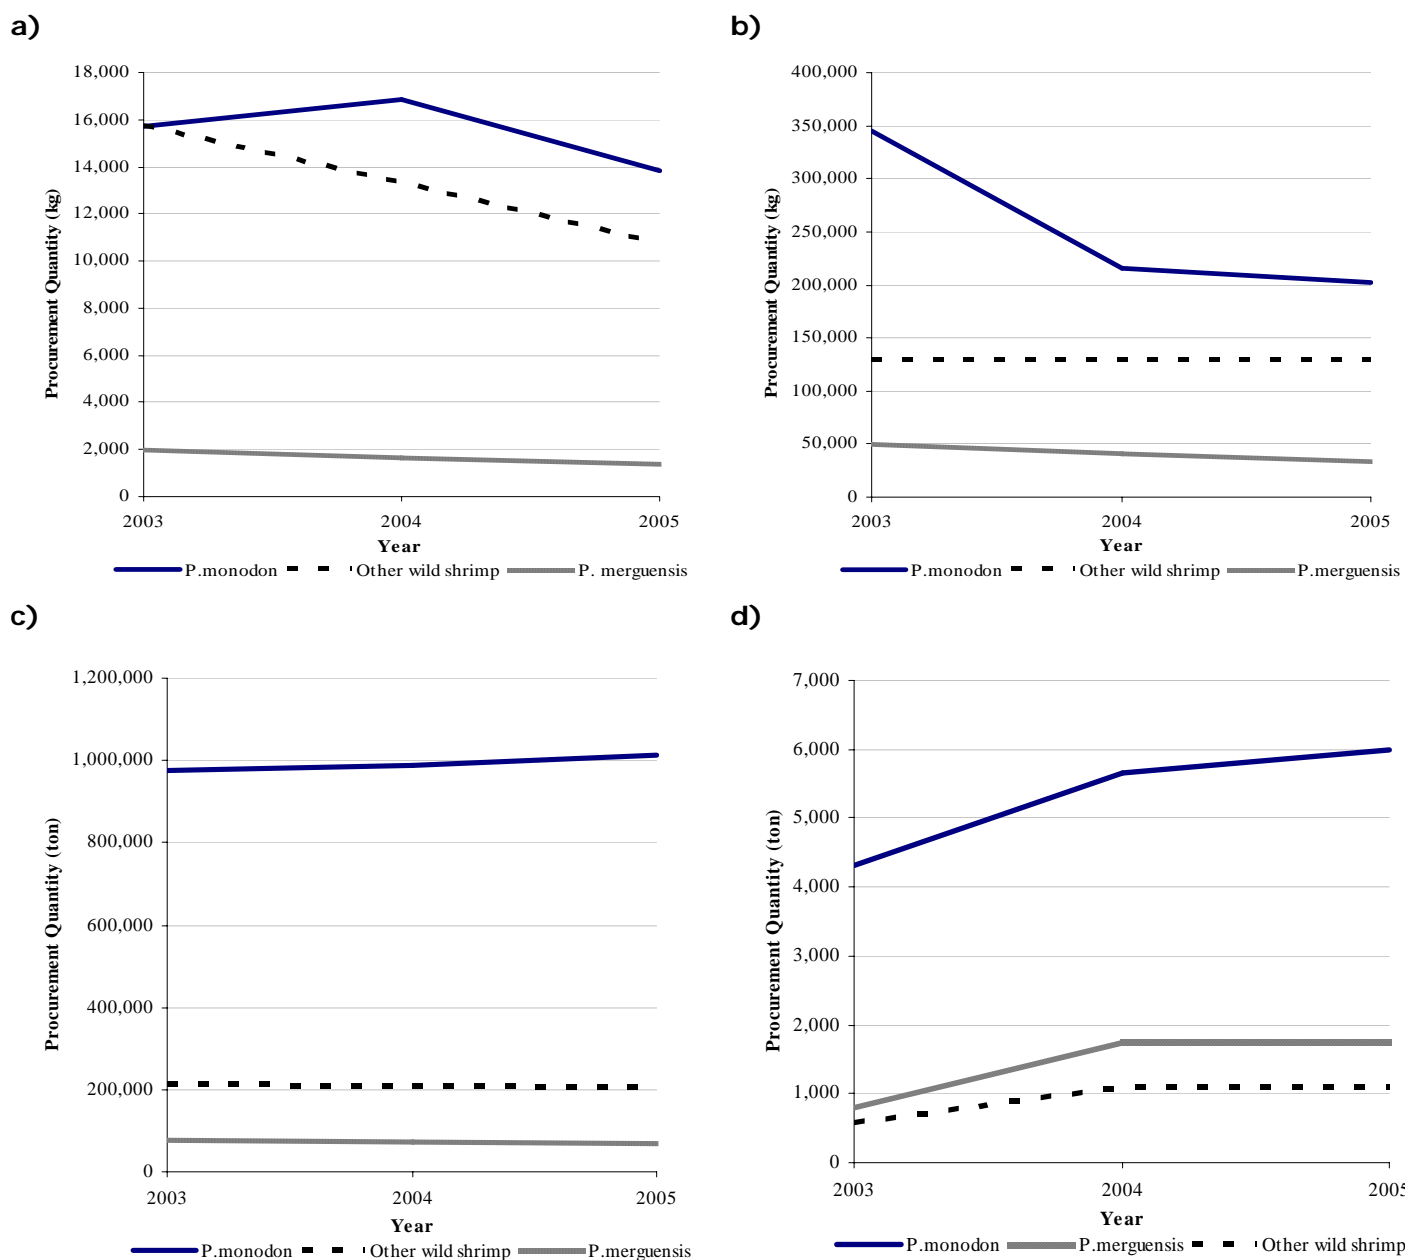 a)
18,000
16,000
14,000
12,000
10,000
8,000
6,000
4,000
2,000
0
Procurement Quantity (kg)
2003 2004 2005
Year
P.monodon Other wild shrimp P. merguensis
b)
400,000
350,000
300,000
250,000
200,000
150,000
100,000
50,000
0
Procurement Quantity (kg)
2003 2004 2005
Year
P.monodon Other wild shrimp P.merguensis
c)
1,200,000
1,000,000
800,000
600,000
400,000
200,000
0
Procurement Quantity (ton)
2003 2004 2005
Year
P.monodon Other wild shrimp P.merguensis
d)
7,000
6,000
5,000
4,000
3,000
2,000
1,000
0
Procurement Quantity (ton)
2003 2004 2005
Year
P.monodon P.merguensis Other wild shrimp